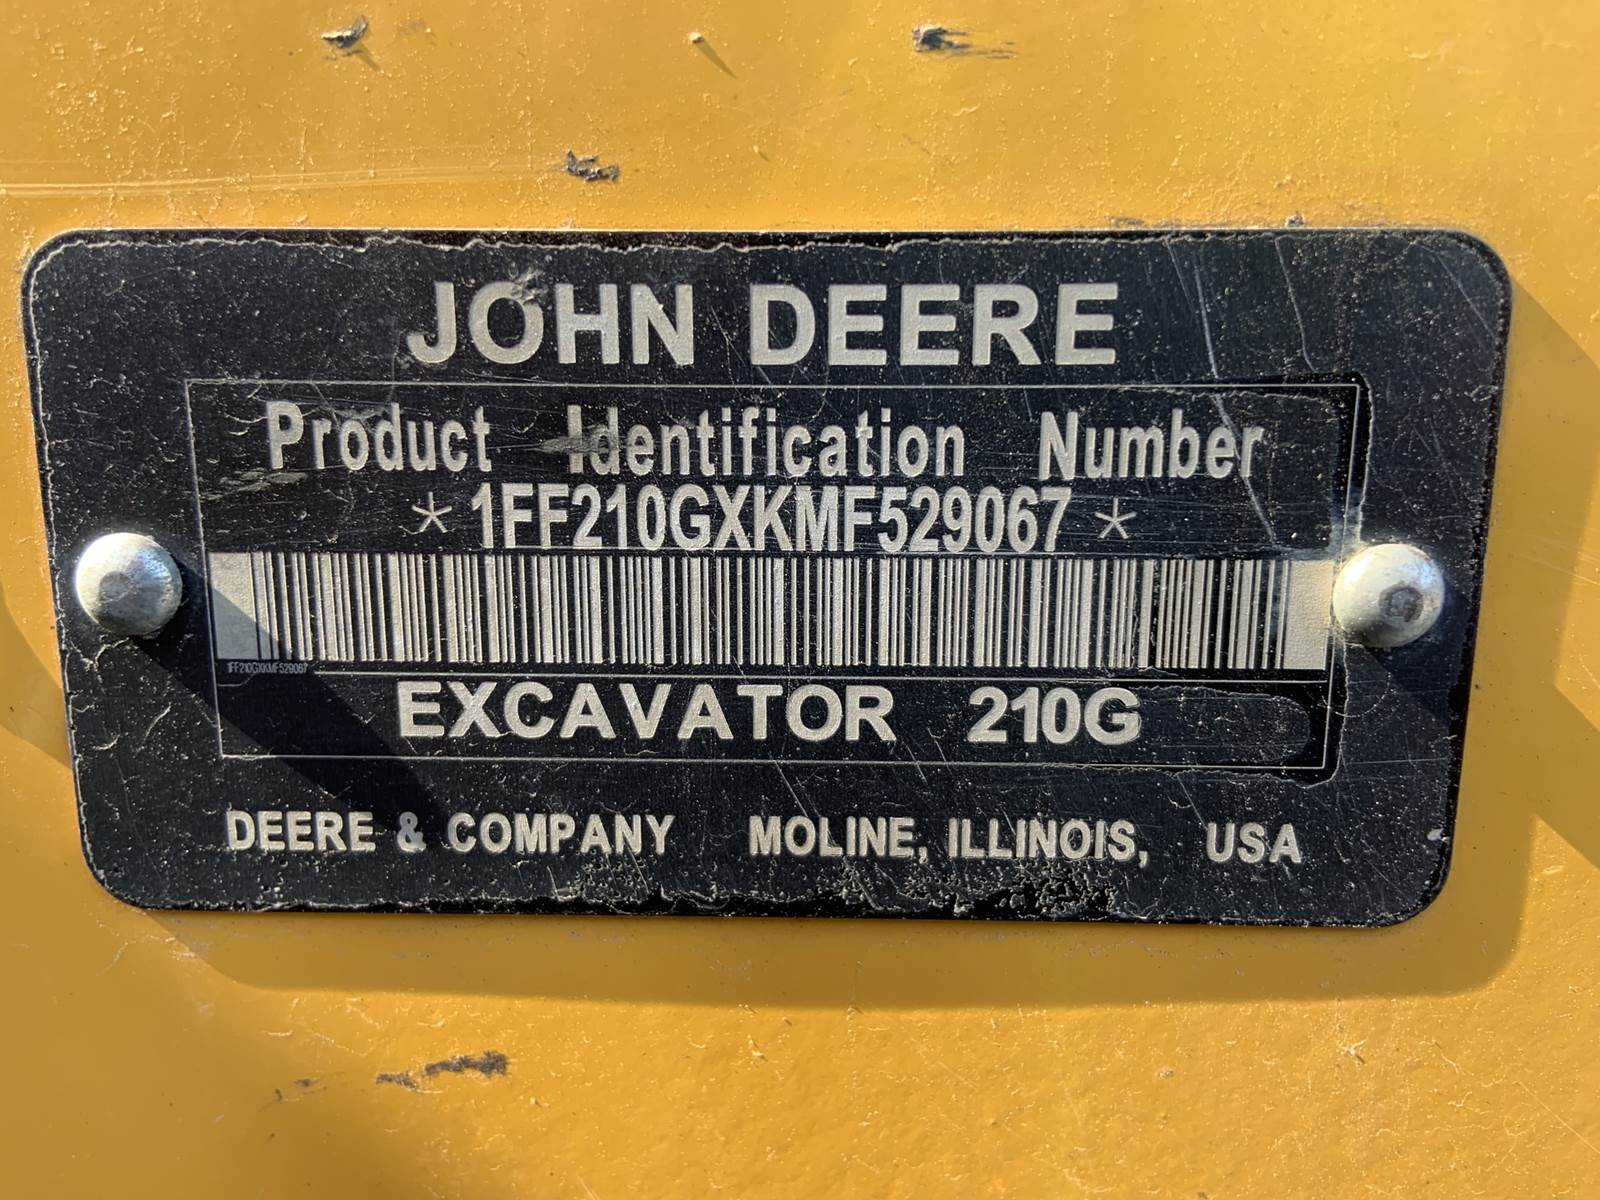 JOHN DEERE
Product Identification Number
* 1FF210GXKMF529067 *
1FF210GXKMF529067
EXCAVATOR 210G
DEERE & COMPANY MOLINE, ILLINOIS, USA